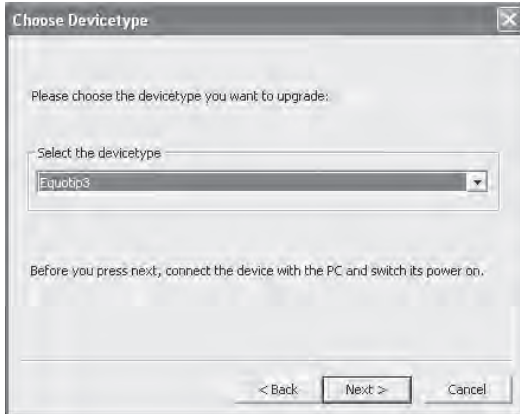 Choose Devicetype
Please choose the devicetype you want to upgrade:
Select the devicetype
Equotip3
Before you press next, connect the device with the PC and switch its power on.
< Back
Next >
Cancel